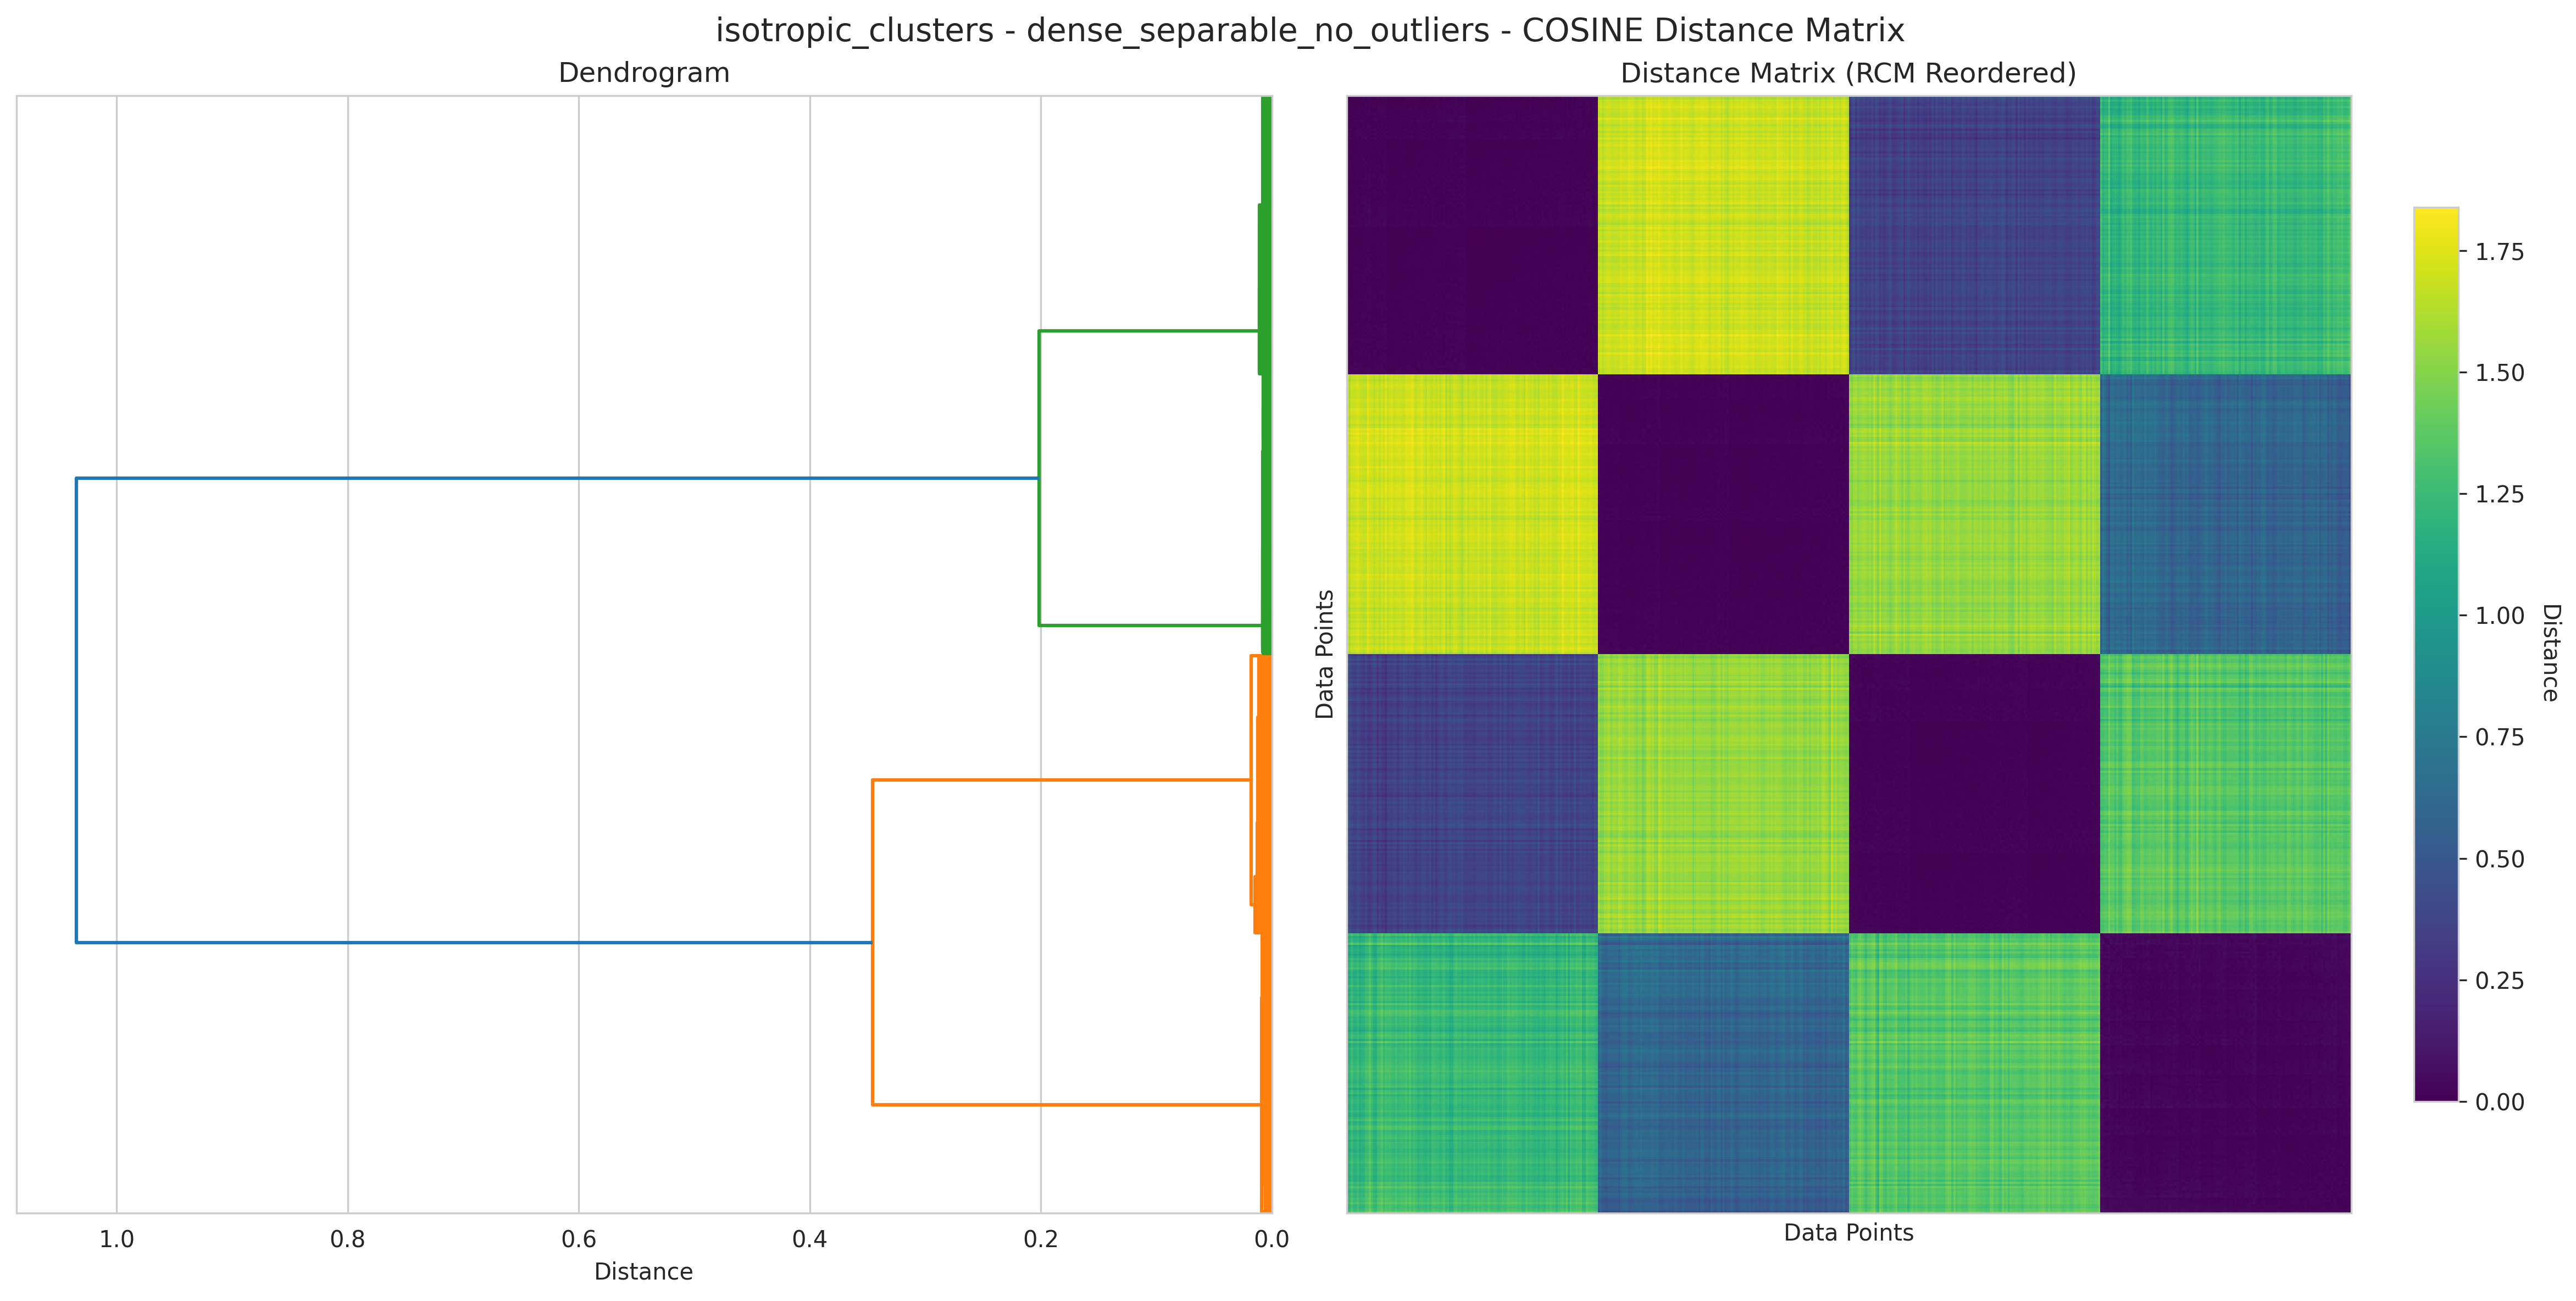 isotropic_clusters - dense_separable_no_outliers - COSINE Distance Matrix
Dendrogram
1.0 0.8 0.6 0.4 0.2 0.0
Distance
Distance Matrix (RCM Reordered)
Data Points
Data Points
1.75
1.50
1.25
1.00
0.75
0.50
0.25
0.00
Distance